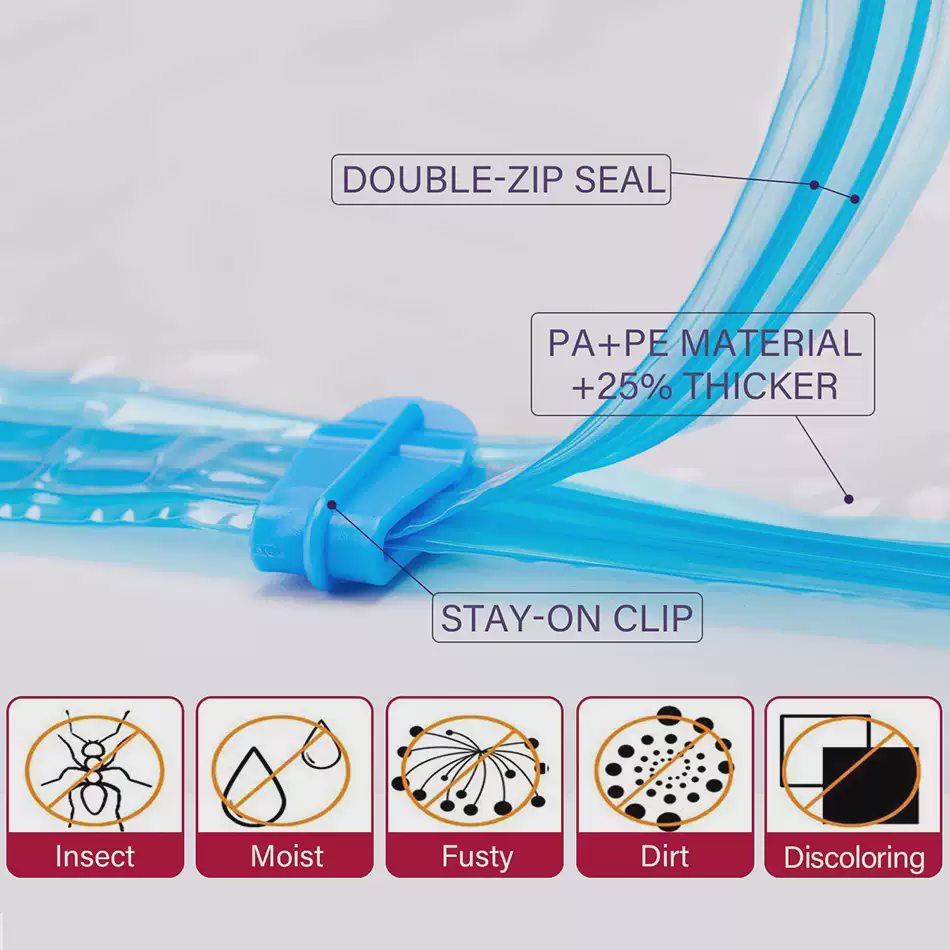 DOUBLE-ZIP SEAL
PA+PE MATERIAL
+25% THICKER
STAY-ON CLIP
Insect
Moist
Fusty
Dirt
Discoloring